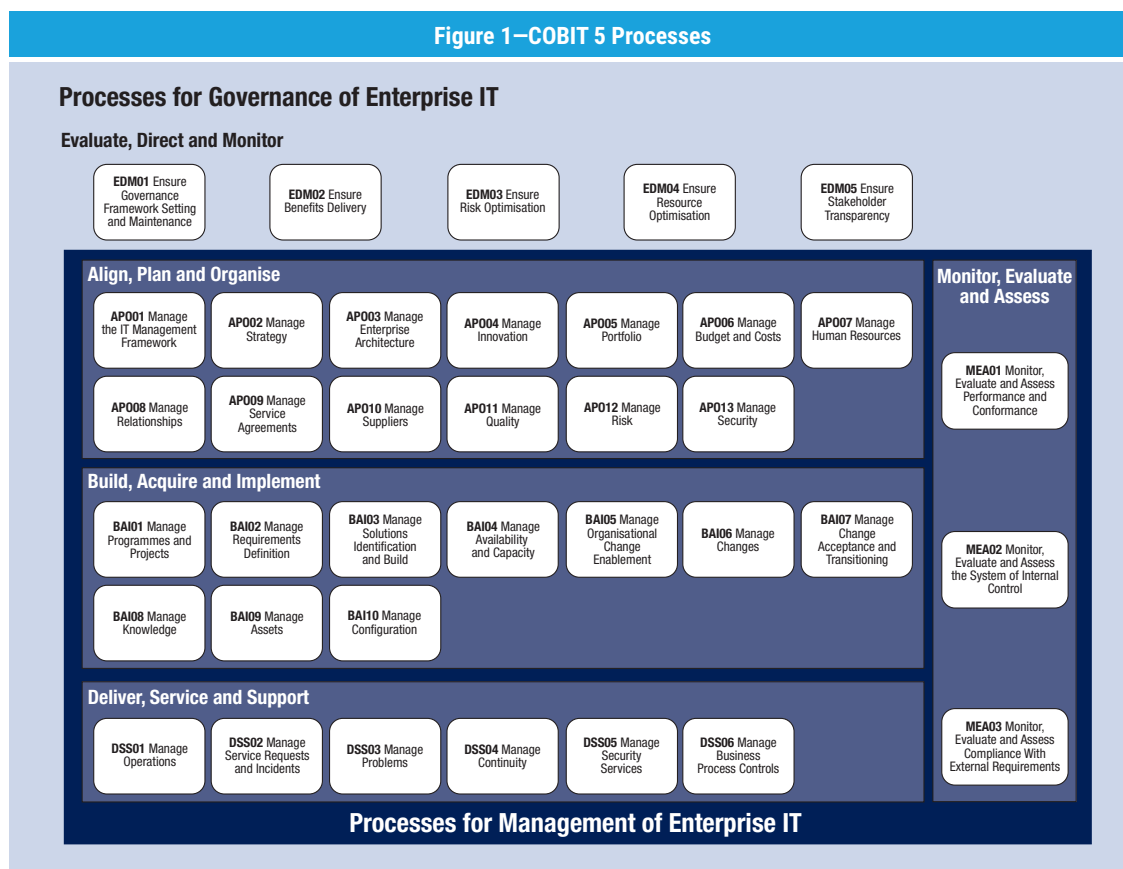 Figure 1—COBIT 5 Processes
Processes for Governance of Enterprise IT
Evaluate, Direct and Monitor
EDM01 Ensure
Governance
Framework Setting
and Maintenance
EDM02 Ensure
Benefits Delivery
EDM03 Ensure
Risk Optimisation
EDM04 Ensure
Resource
Optimisation
EDM05 Ensure
Stakeholder
Transparency
Align, Plan and Organise
APO01 Manage
the IT Management
Framework
APO02 Manage
Strategy
APO03 Manage
Enterprise
Architecture
APO04 Manage
Innovation
APO05 Manage
Portfolio
APO06 Manage
Budget and Costs
APO07 Manage
Human Resources
APO08 Manage
Relationships
APO09 Manage
Service
Agreements
APO10 Manage
Suppliers
APO11 Manage
Quality
APO12 Manage
Risk
APO13 Manage
Security
Build, Acquire and Implement
BAI01 Manage
Programmes and
Projects
BAI02 Manage
Requirements
Definition
BAI03 Manage
Solutions
Identification
and Build
BAI04 Manage
Availability
and Capacity
BAI05 Manage
Organisational
Change
Enablement
BAI06 Manage
Changes
BAI07 Manage
Change
Acceptance and
Transitioning
BAI08 Manage
Knowledge
BAI09 Manage
Assets
BAI10 Manage
Configuration
Deliver, Service and Support
DSS01 Manage
Operations
DSS02 Manage
Service Requests
and Incidents
DSS03 Manage
Problems
DSS04 Manage
Continuity
DSS05 Manage
Security
Services
DSS06 Manage
Business
Process Controls
Monitor, Evaluate
and Assess
MEA01 Monitor,
Evaluate and Assess
Performance and
Conformance
MEA02 Monitor,
Evaluate and Assess
the System of Internal
Control
MEA03 Monitor,
Evaluate and Assess
Compliance With
External Requirements
Processes for Management of Enterprise IT